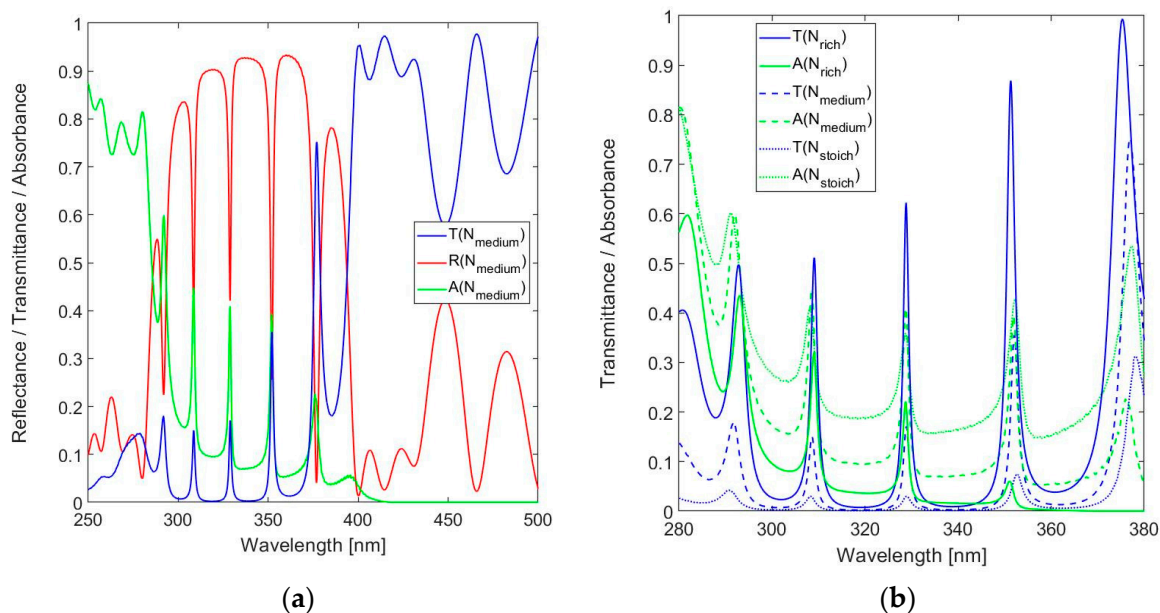 1
0.9
0.8
0.7
0.6
0.5
0.4
0.3
0.2
0.1
0
Reflectance / Transmittance / Absorbance
T(N_medium)
R(N_medium)
A(N_medium)
250 300 350 400 450 500
Wavelength [nm]
(a)
1
0.9
0.8
0.7
0.6
0.5
0.4
0.3
0.2
0.1
0
Transmittance / Absorbance
T(N_rich)
A(N_rich)
T(N_medium)
A(N_medium)
T(N_stoich)
A(N_stoich)
280 300 320 340 360 380
Wavelength [nm]
(b)